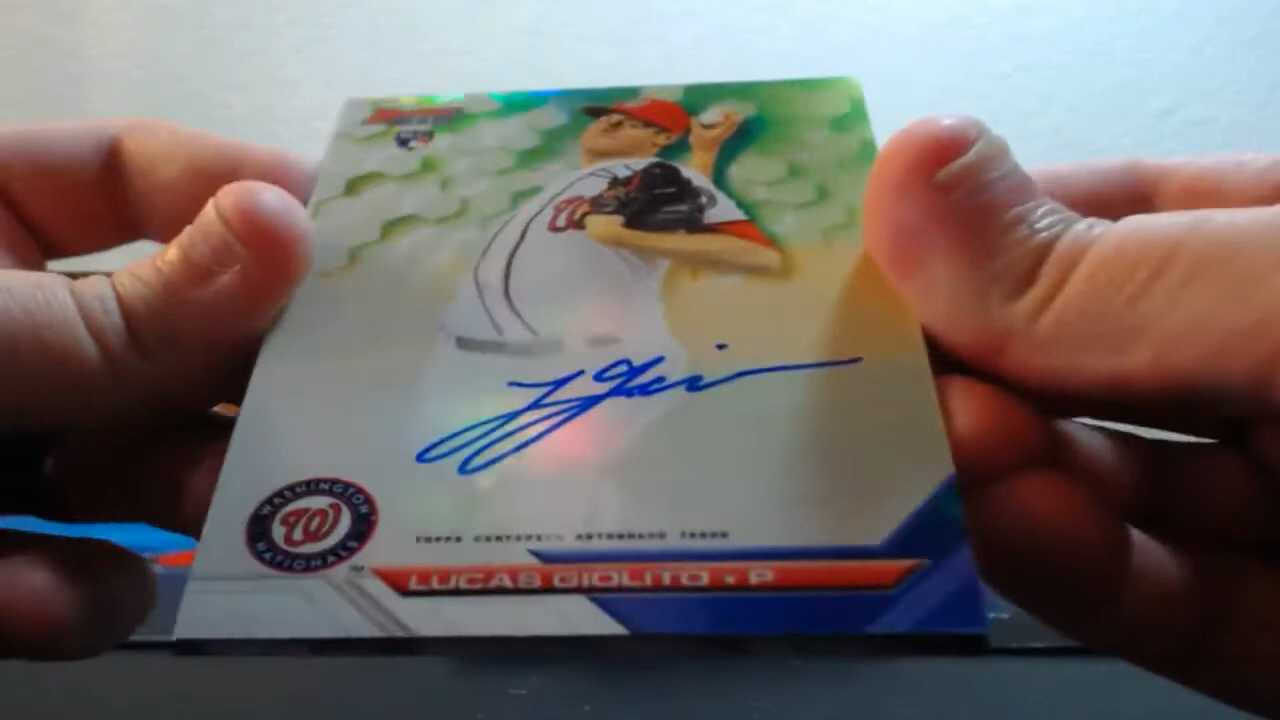 WASHINGTON
W
NATIONALS
TOPPS CERTIFIED AUTOGRAPH ISSUE
LUCAS GIOLITO • P